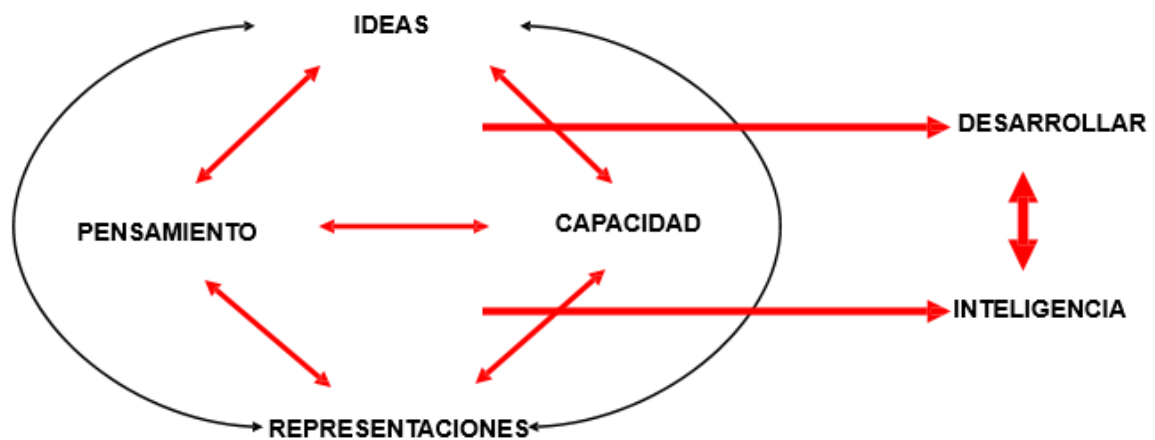 IDEAS
DESARROLLAR
PENSAMIENTO
CAPACIDAD
INTELIGENCIA
REPRESENTACIONES